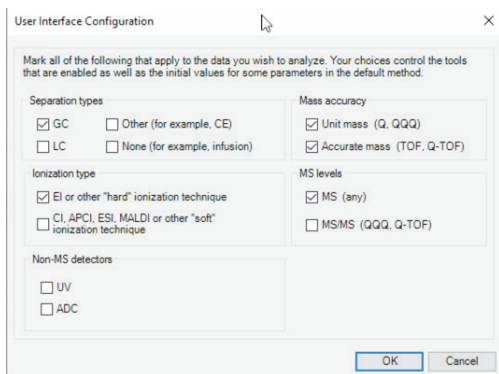 User Interface Configuration
Mark all of the following that apply to the data you wish to analyze. Your choices control the tools
that are enabled as well as the initial values for some parameters in the default method.
Separation types
GC
Other (for example, CE)
LC
None (for example, infusion)
Mass accuracy
Unit mass (Q, QQQ)
Accurate mass (TOF, Q-TOF)
Ionization type
EI or other "hard" ionization technique
CI, APCI, ESI, MALDI or other "soft"
ionization technique
MS levels
MS (any)
MS/MS (QQQ, Q-TOF)
Non-MS detectors
UV
ADC
OK
Cancel